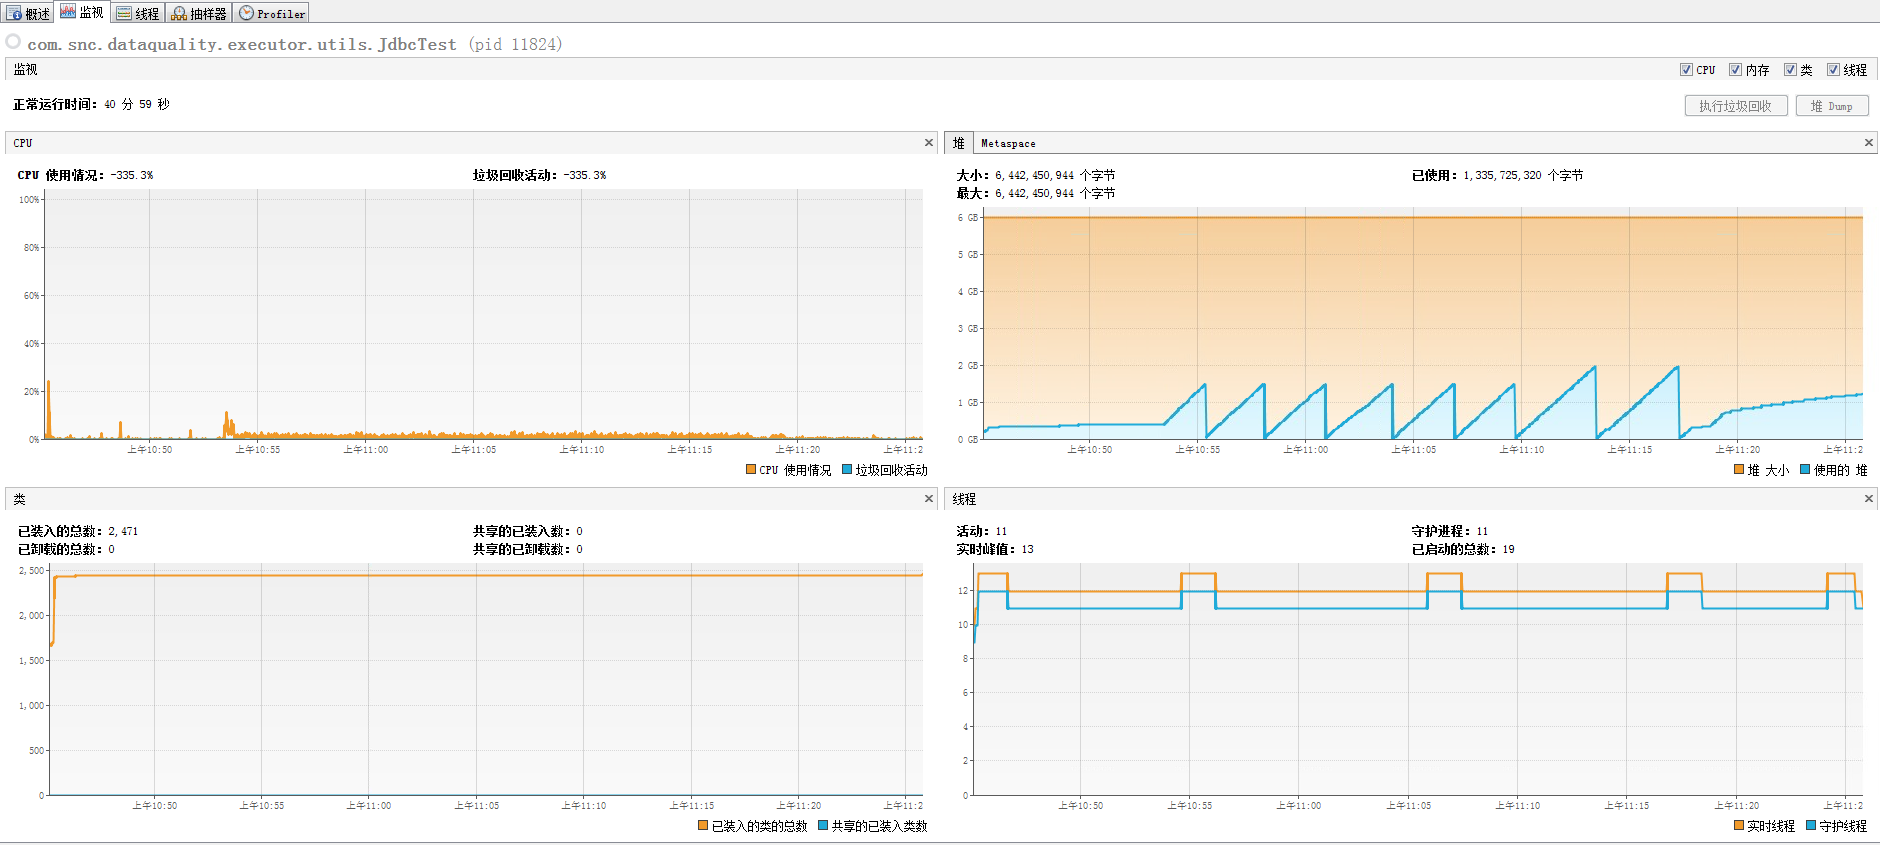 概述 监视 线程 抽样器 Profiler
com.snc.dataquality.executor.utils.JdbcTest (pid 11824)
监视 CPU 内存 类 线程
正常运行时间: 40 分 59 秒 执行垃圾回收 堆 Dump
CPU
CPU 使用情况: -335.3% 垃圾回收活动: -335.3%
100%
80%
60%
40%
20%
0%
上午10:50 上午10:55 上午11:00 上午11:05 上午11:10 上午11:15 上午11:20 上午11:2
CPU 使用情况 垃圾回收活动
堆 Metaspace
大小: 6,442,450,944 个字节 已使用: 1,335,725,320 个字节
最大: 6,442,450,944 个字节
6 GB
5 GB
4 GB
3 GB
2 GB
1 GB
0 GB
上午10:50 上午10:55 上午11:00 上午11:05 上午11:10 上午11:15 上午11:20 上午11:2
堆 大小 使用的 堆
类
已装入的总数: 2,471 共享的已装入数: 0
已卸载的总数: 0 共享的已卸载数: 0
2,500
2,000
1,500
1,000
500
0
上午10:50 上午10:55 上午11:00 上午11:05 上午11:10 上午11:15 上午11:20 上午11:2
已装入的类的总数 共享的已装入类数
线程
活动: 11 守护进程: 11
实时峰值: 13 已启动的总数: 19
12
10
8
6
4
2
0
上午10:50 上午10:55 上午11:00 上午11:05 上午11:10 上午11:15 上午11:20 上午11:2
实时线程 守护线程